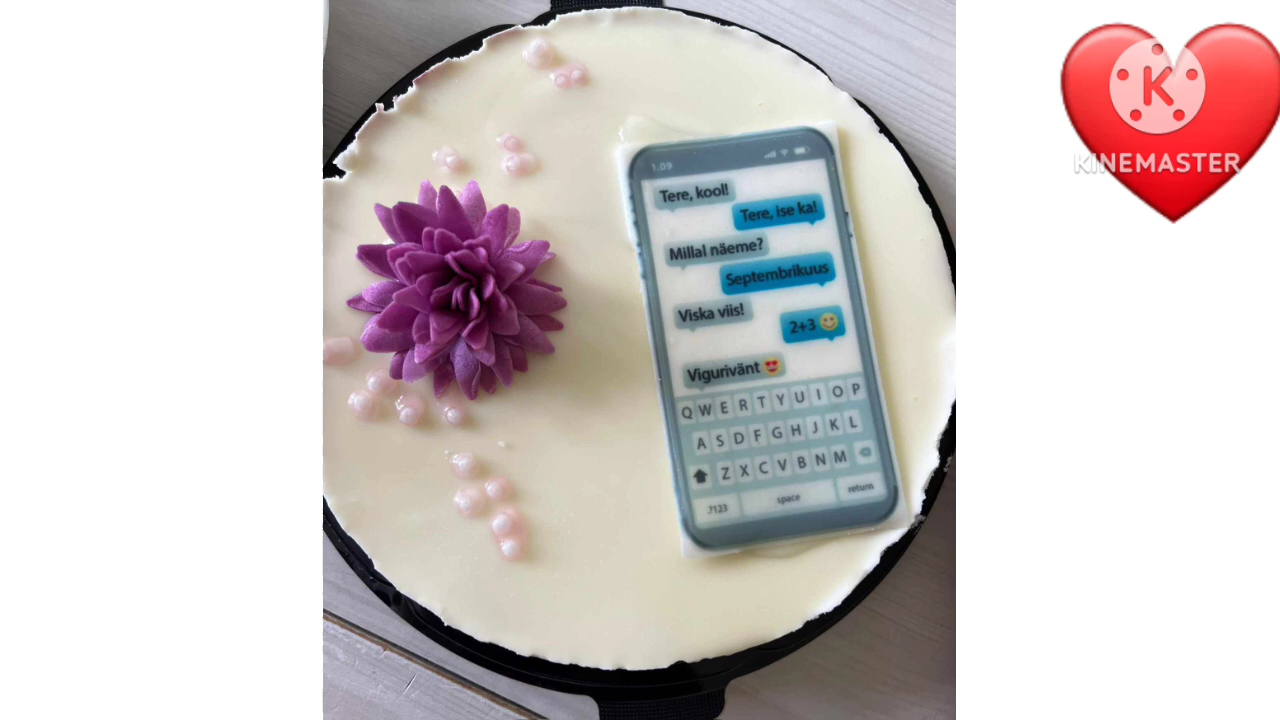 K
KINEMASTER
1.09
Tere, kool!
Tere, ise ka!
Millal näeme?
Septembrikuus
Viska viis!
2+3 😊
Vigurivänt 😍
Q W E R T Y U I O P
A S D F G H J K L
Z X C V B N M
.?123 space return